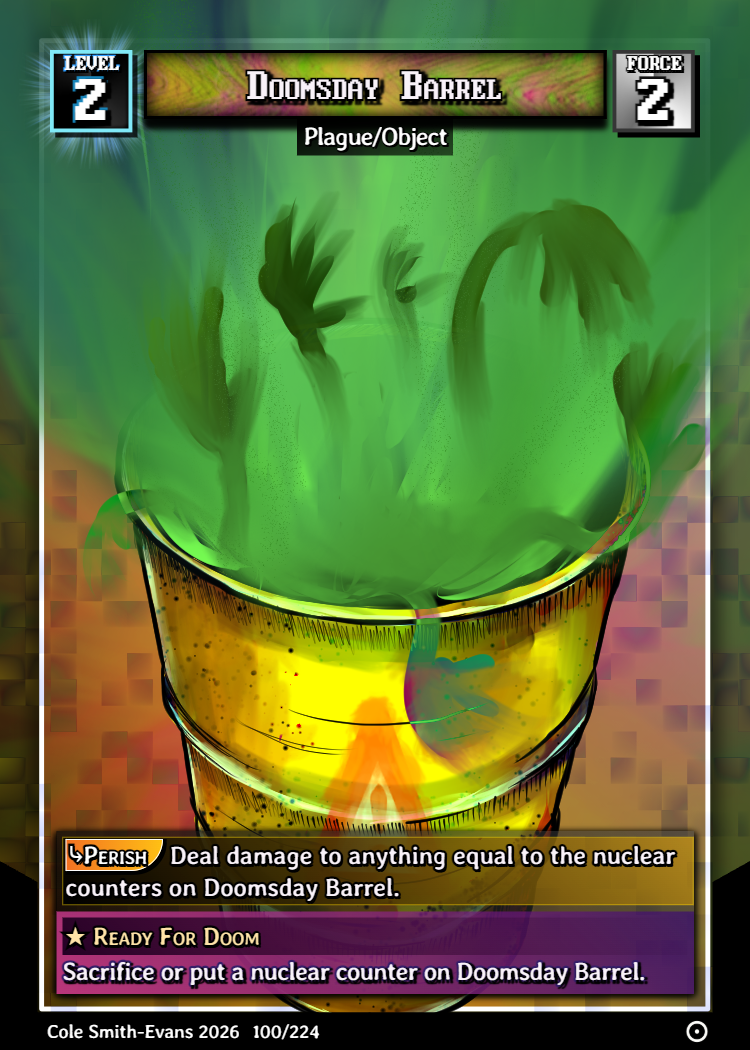 LEVEL
2
Doomsday Barrel
FORCE
2
Plague/Object
↳Perish Deal damage to anything equal to the nuclear
counters on Doomsday Barrel.
★ Ready For Doom
Sacrifice or put a nuclear counter on Doomsday Barrel.
Cole Smith-Evans 2026 100/224